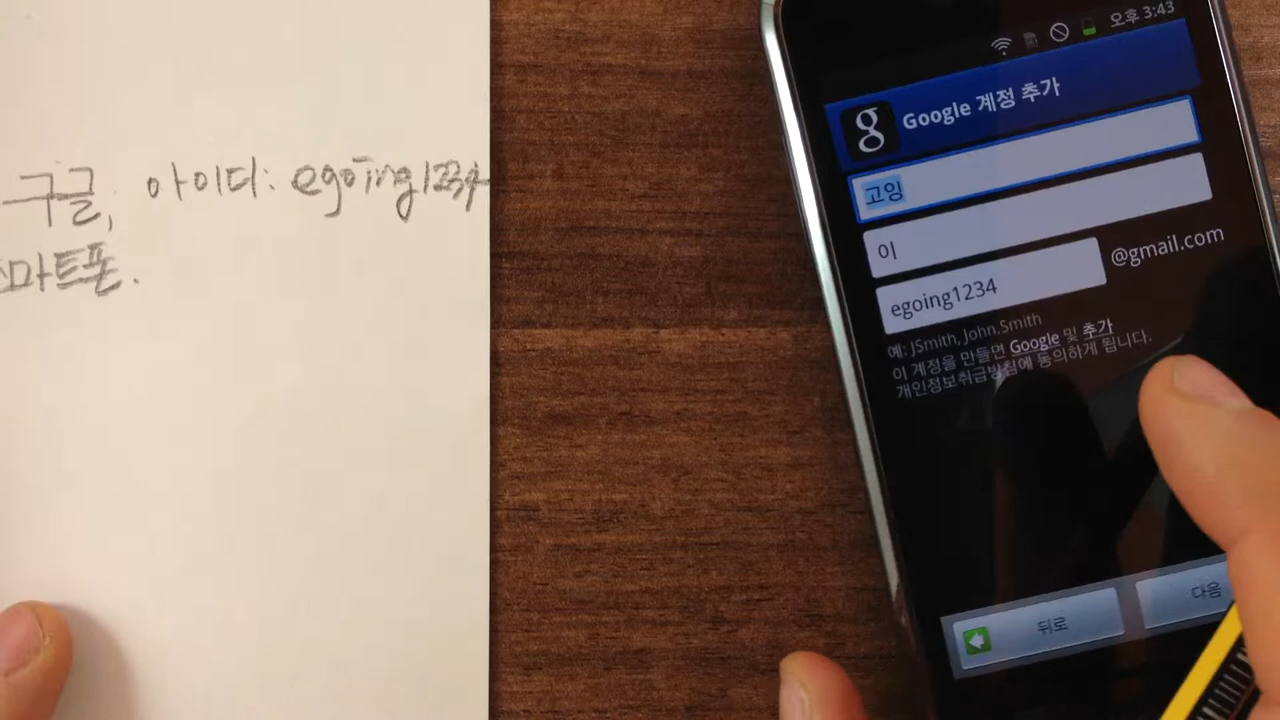 구글, 아이디: egoing1234
스마트폰.
오후 3:43
g
Google 계정 추가
고잉
이
egoing1234
@gmail.com
예: JSmith, John.Smith
이 계정을 만들면 Google 및 추가
개인정보취급방침에 동의하게 됩니다.
뒤로
다음